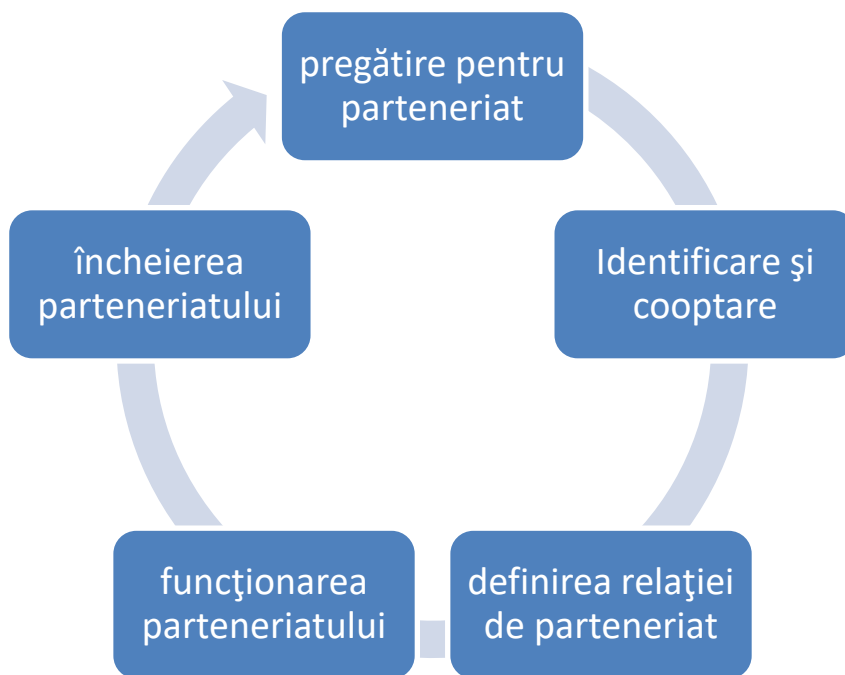 pregătire pentru
parteneriat
Identificare şi
cooptare
definirea relaţiei
de parteneriat
funcţionarea
parteneriatului
încheierea
parteneriatului